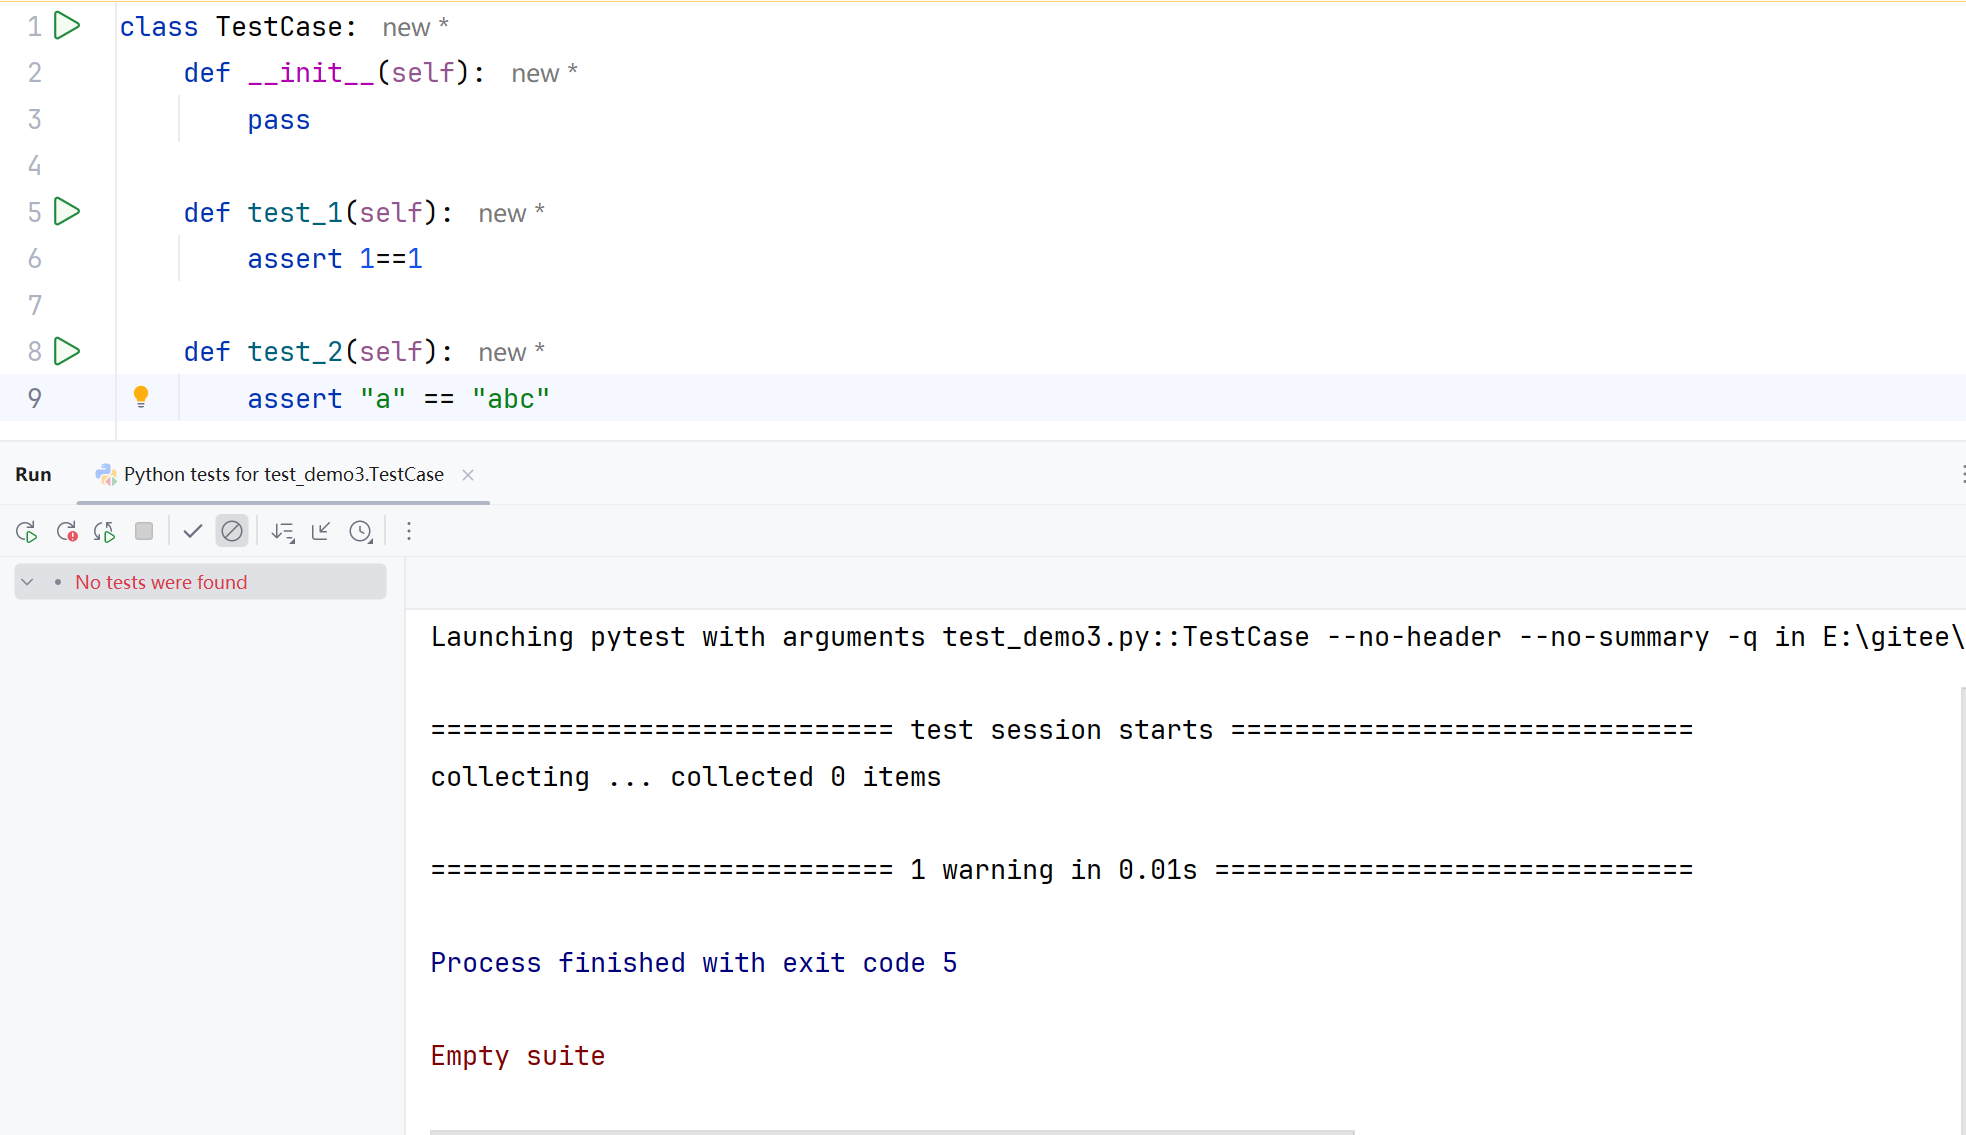 1 class TestCase: new *
2 def __init__(self): new *
3 pass
4
5 def test_1(self): new *
6 assert 1==1
7
8 def test_2(self): new *
9 assert "a" == "abc"
Run Python tests for test_demo3.TestCase
No tests were found
Launching pytest with arguments test_demo3.py::TestCase --no-header --no-summary -q in E:\gitee\
============================= test session starts =============================
collecting ... collected 0 items
============================= 1 warning in 0.01s ==============================
Process finished with exit code 5
Empty suite